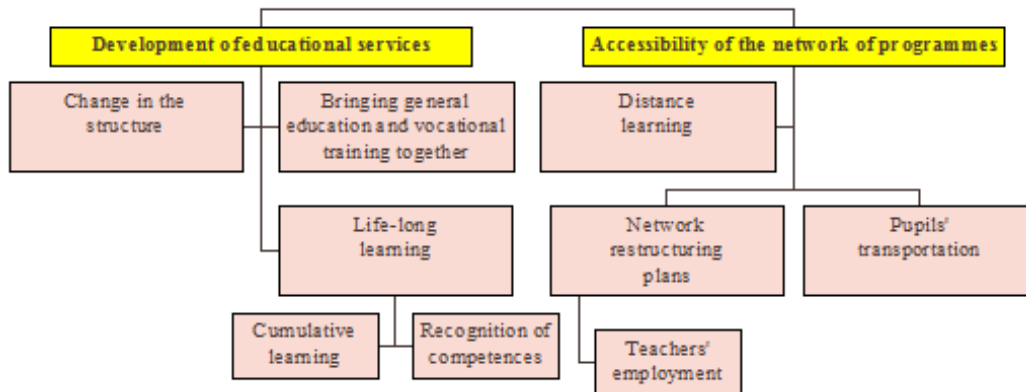 Development of educational services
Accessibility of the network of programmes
Change in the
structure
Bringing general
education and vocational
training together
Distance
learning
Life-long
learning
Network
restructuring
plans
Pupils'
transportation
Cumulative
learning
Recognition of
competences
Teachers'
employment